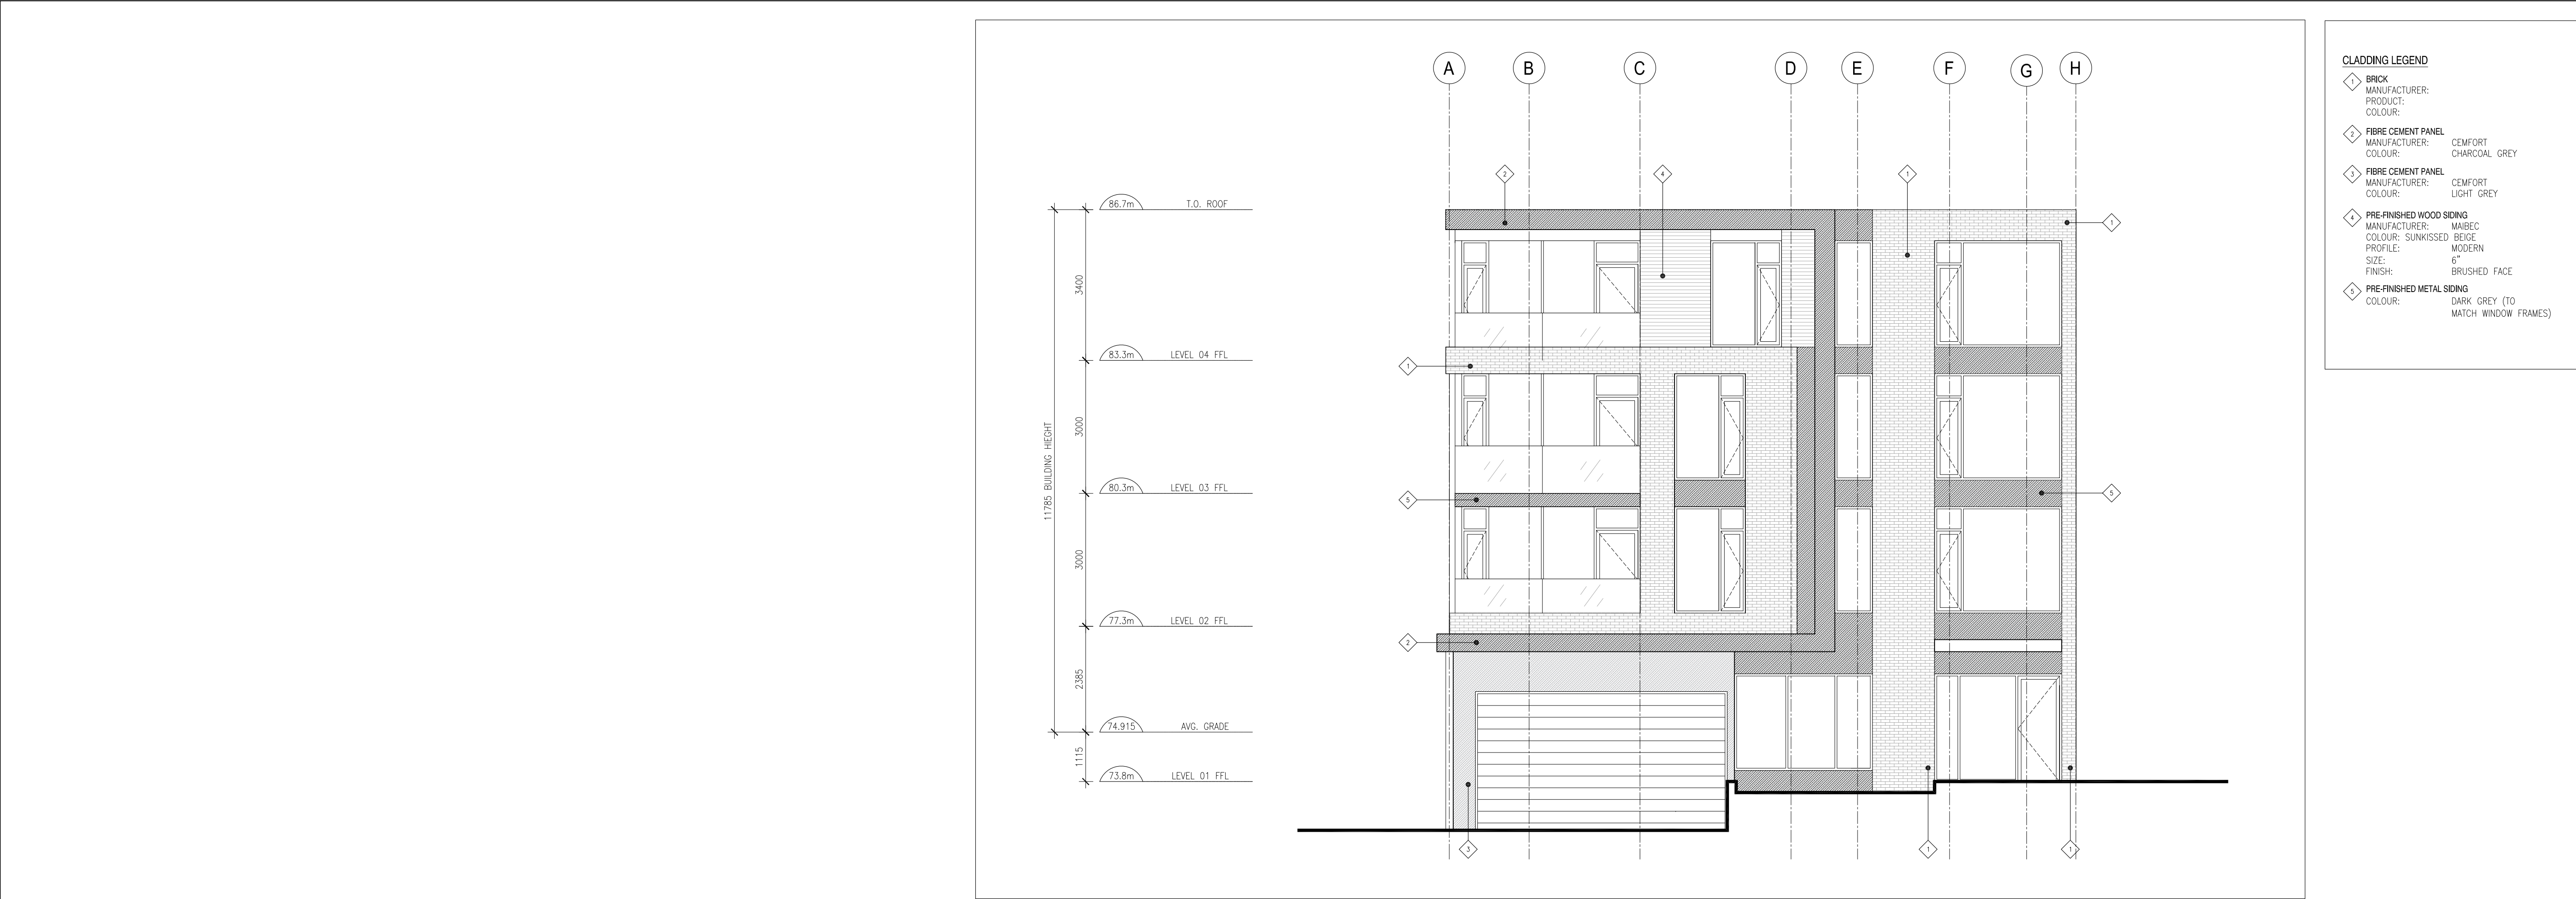 A B C D E F G H
2 4 1
86.7m T.O. ROOF
1
3400
83.3m LEVEL 04 FFL
1
3000
11785 BUILDING HIEGHT
80.3m LEVEL 03 FFL
5 5
3000
77.3m LEVEL 02 FFL
2
2385
74.915 AVG. GRADE
1115
73.8m LEVEL 01 FFL
3 1 1
CLADDING LEGEND
1 BRICK
MANUFACTURER:
PRODUCT:
COLOUR:
2 FIBRE CEMENT PANEL
MANUFACTURER: CEMFORT
COLOUR: CHARCOAL GREY
3 FIBRE CEMENT PANEL
MANUFACTURER: CEMFORT
COLOUR: LIGHT GREY
4 PRE-FINISHED WOOD SIDING
MANUFACTURER: MAIBEC
COLOUR: SUNKISSED BEIGE
PROFILE: MODERN
SIZE: 6"
FINISH: BRUSHED FACE
5 PRE-FINISHED METAL SIDING
COLOUR: DARK GREY (TO
MATCH WINDOW FRAMES)